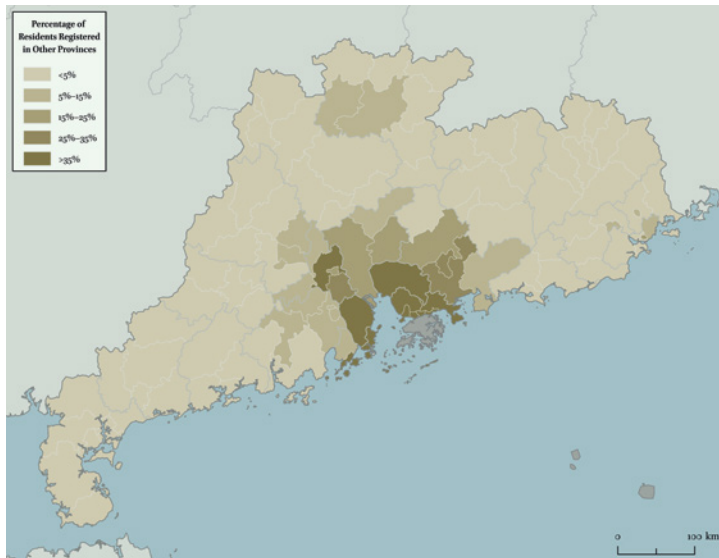 Percentage of
Residents Registered
in Other Provinces
<5%
5%–15%
15%–25%
25%–35%
>35%
0 100 km